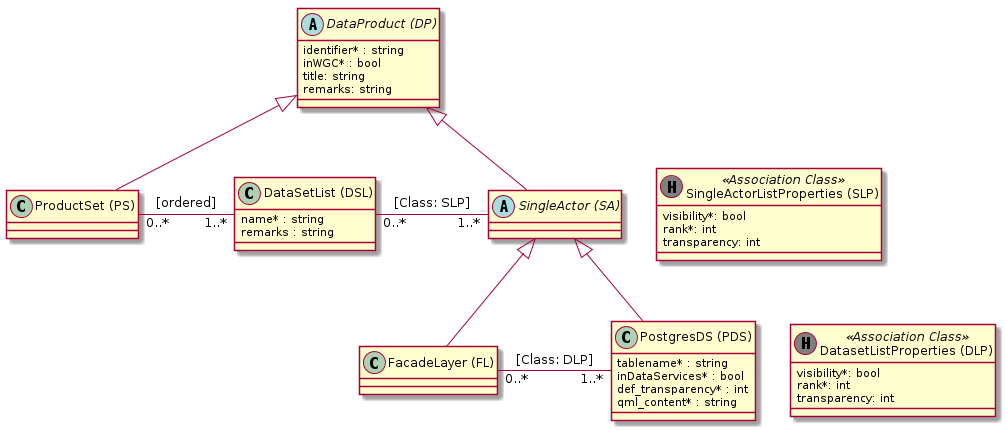 A DataProduct (DP)
identifier* : string
inWGC* : bool
title: string
remarks: string
C ProductSet (PS)
[ordered]
0..* 1..*
C DataSetList (DSL)
name* : string
remarks : string
[Class: SLP]
0..* 1..*
A SingleActor (SA)
H «Association Class»
SingleActorListProperties (SLP)
visibility*: bool
rank*: int
transparency: int
C FacadeLayer (FL)
[Class: DLP]
0..* 1..*
C PostgresDS (PDS)
tablename* : string
inDataServices* : bool
def_transparency* : int
qml_content* : string
H «Association Class»
DatasetListProperties (DLP)
visibility*: bool
rank*: int
transparency: int